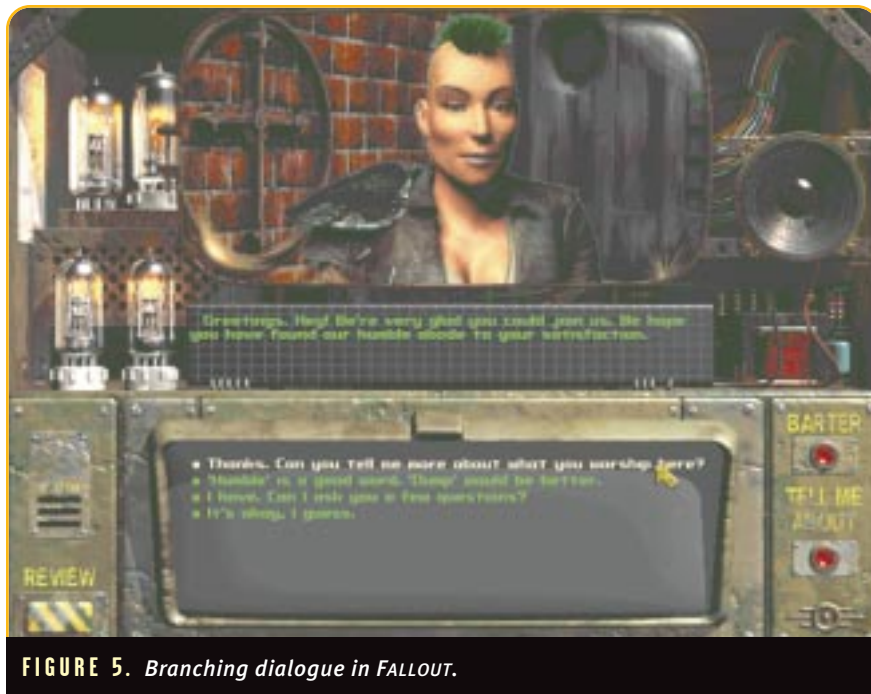 Greetings. Hey! We're very glad you could join us. We hope
you have found our humble abode to your satisfaction.
• Thanks. Can you tell me more about what you worship here?
• 'Humble' is a good word. 'Dump' would be better.
• I have. Can I ask you a few questions?
• It's okay, I guess.
BARTER
TELL ME
ABOUT
REVIEW
FIGURE 5. Branching dialogue in FALLOUT.